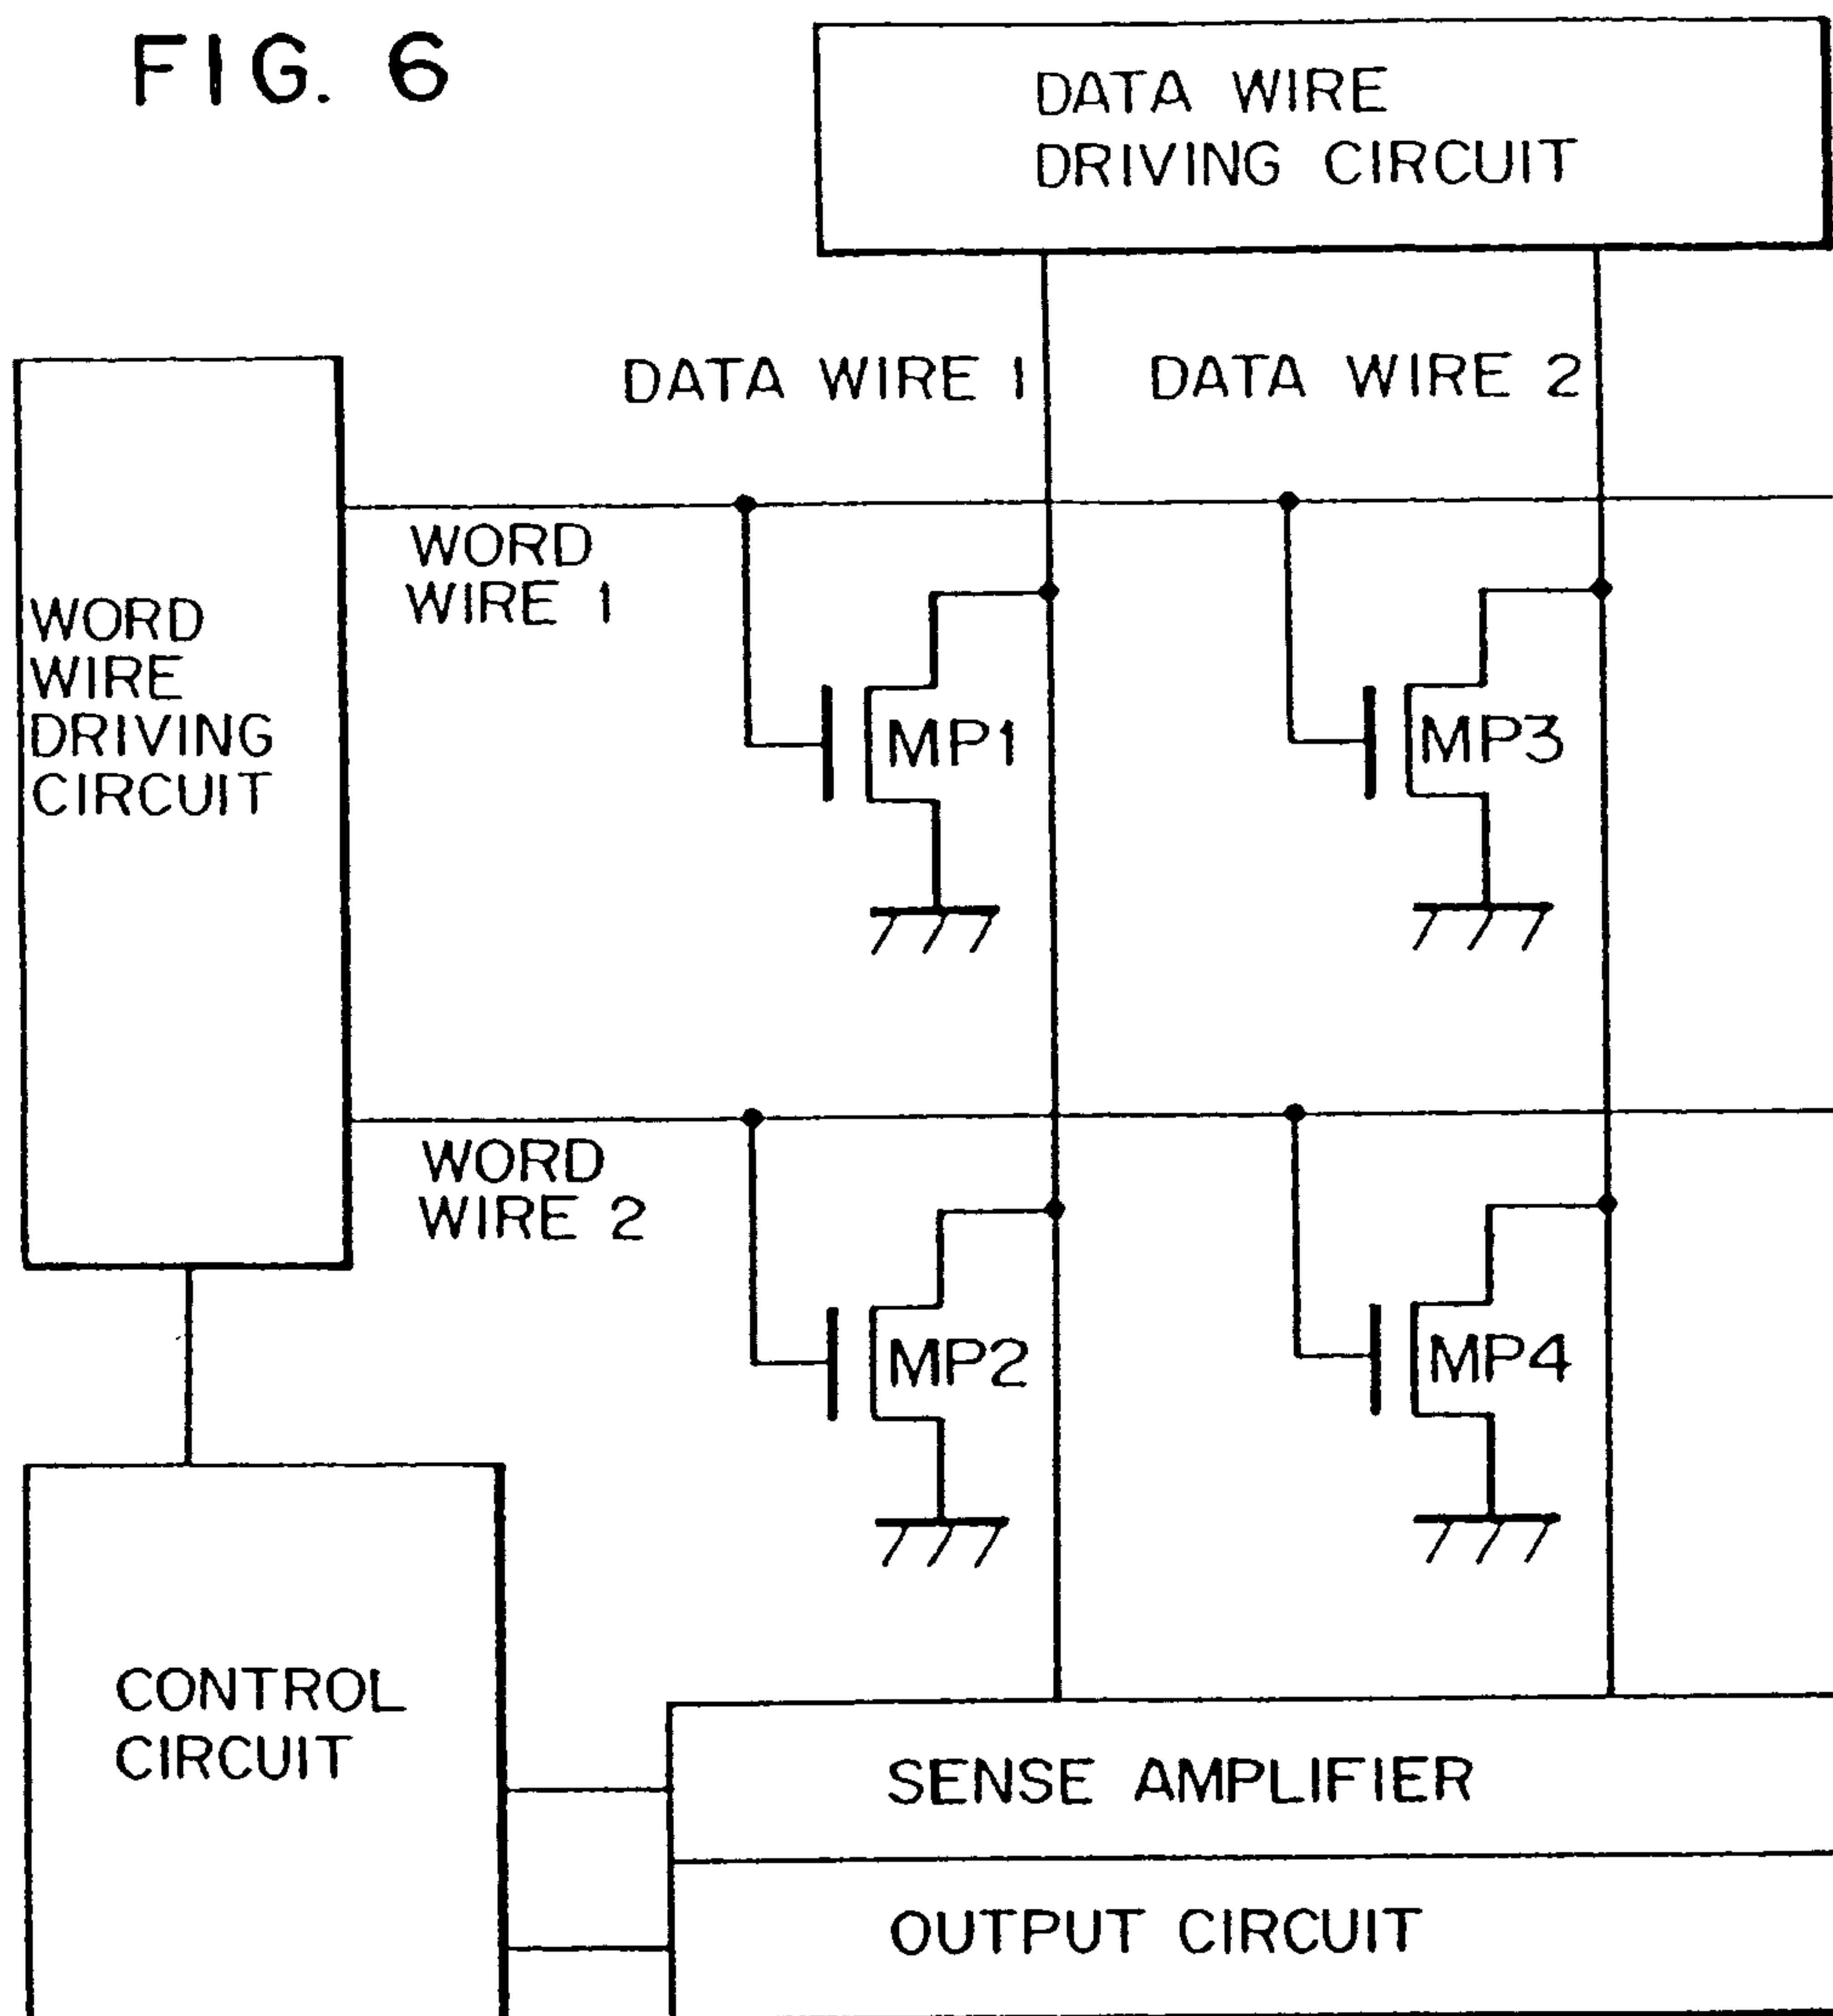 FIG. 6
DATA WIRE
DRIVING CIRCUIT
DATA WIRE 1
DATA WIRE 2
WORD
WIRE 1
WORD
WIRE
DRIVING
CIRCUIT
MP1
MP3
WORD
WIRE 2
MP2
MP4
CONTROL
CIRCUIT
SENSE AMPLIFIER
OUTPUT CIRCUIT